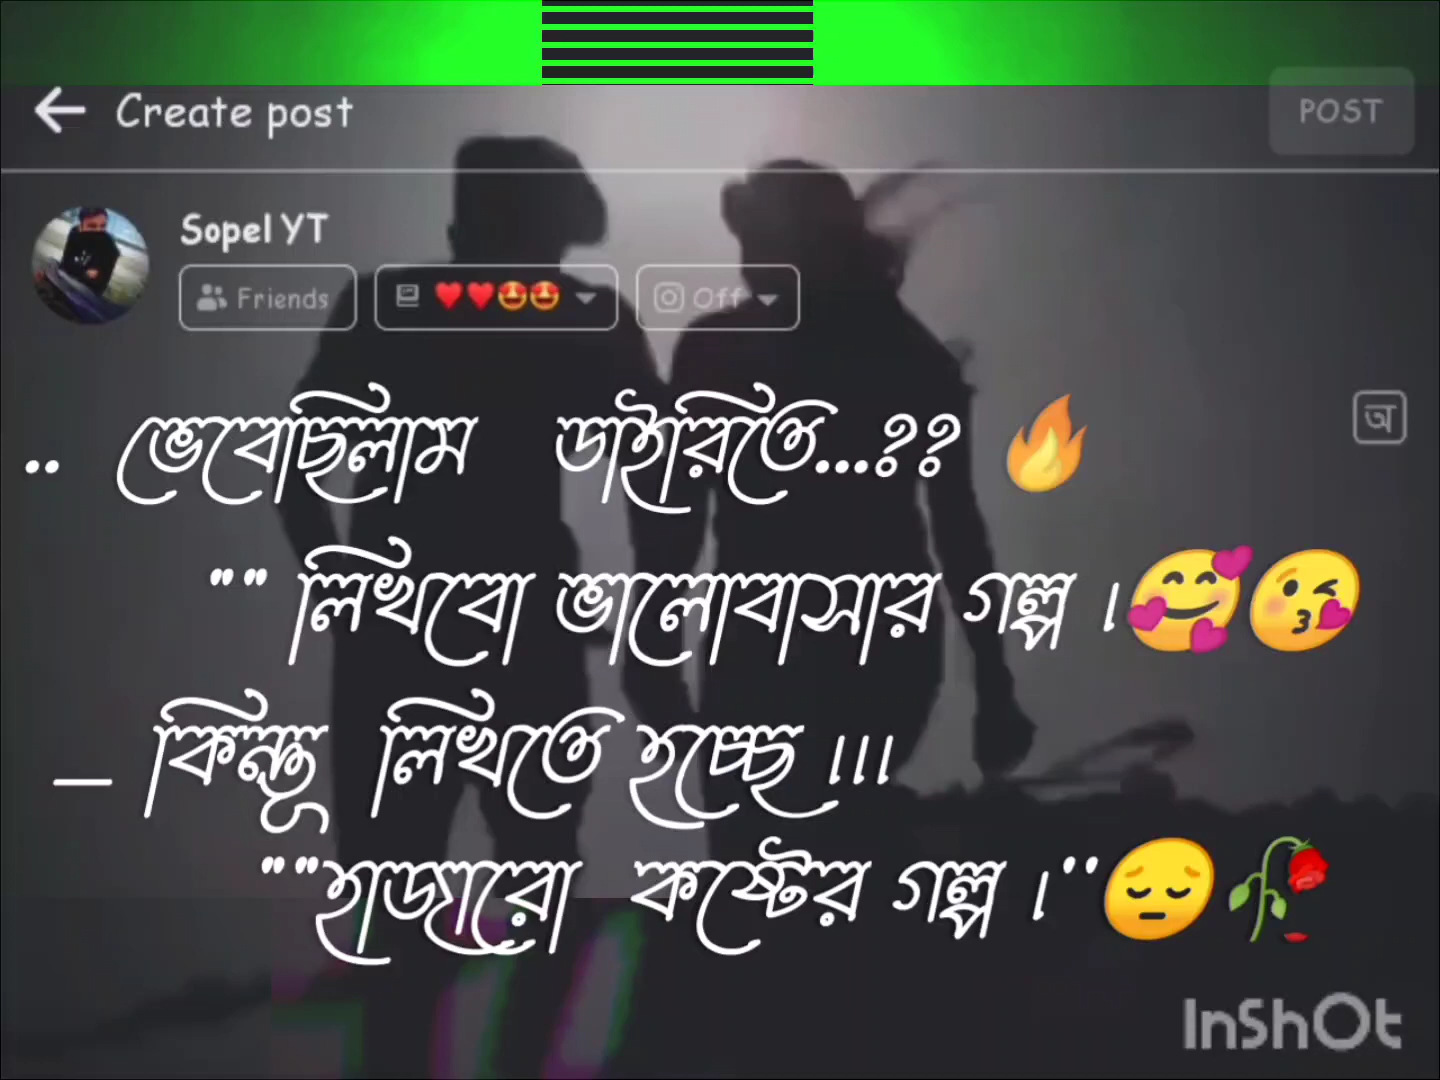 Create post
POST
Sopel YT
Friends ❤️❤️🤩🤩 Off
অ
.. ভেবেছিলাম ডাইরিতে...?? 🔥
"" লিখবো ভালোবাসার গল্প ।🥰😘
_ কিন্তূ লিখতে হচ্ছে ।।।
""হাজারো কষ্টের গল্প ।''😔🥀
InShOt